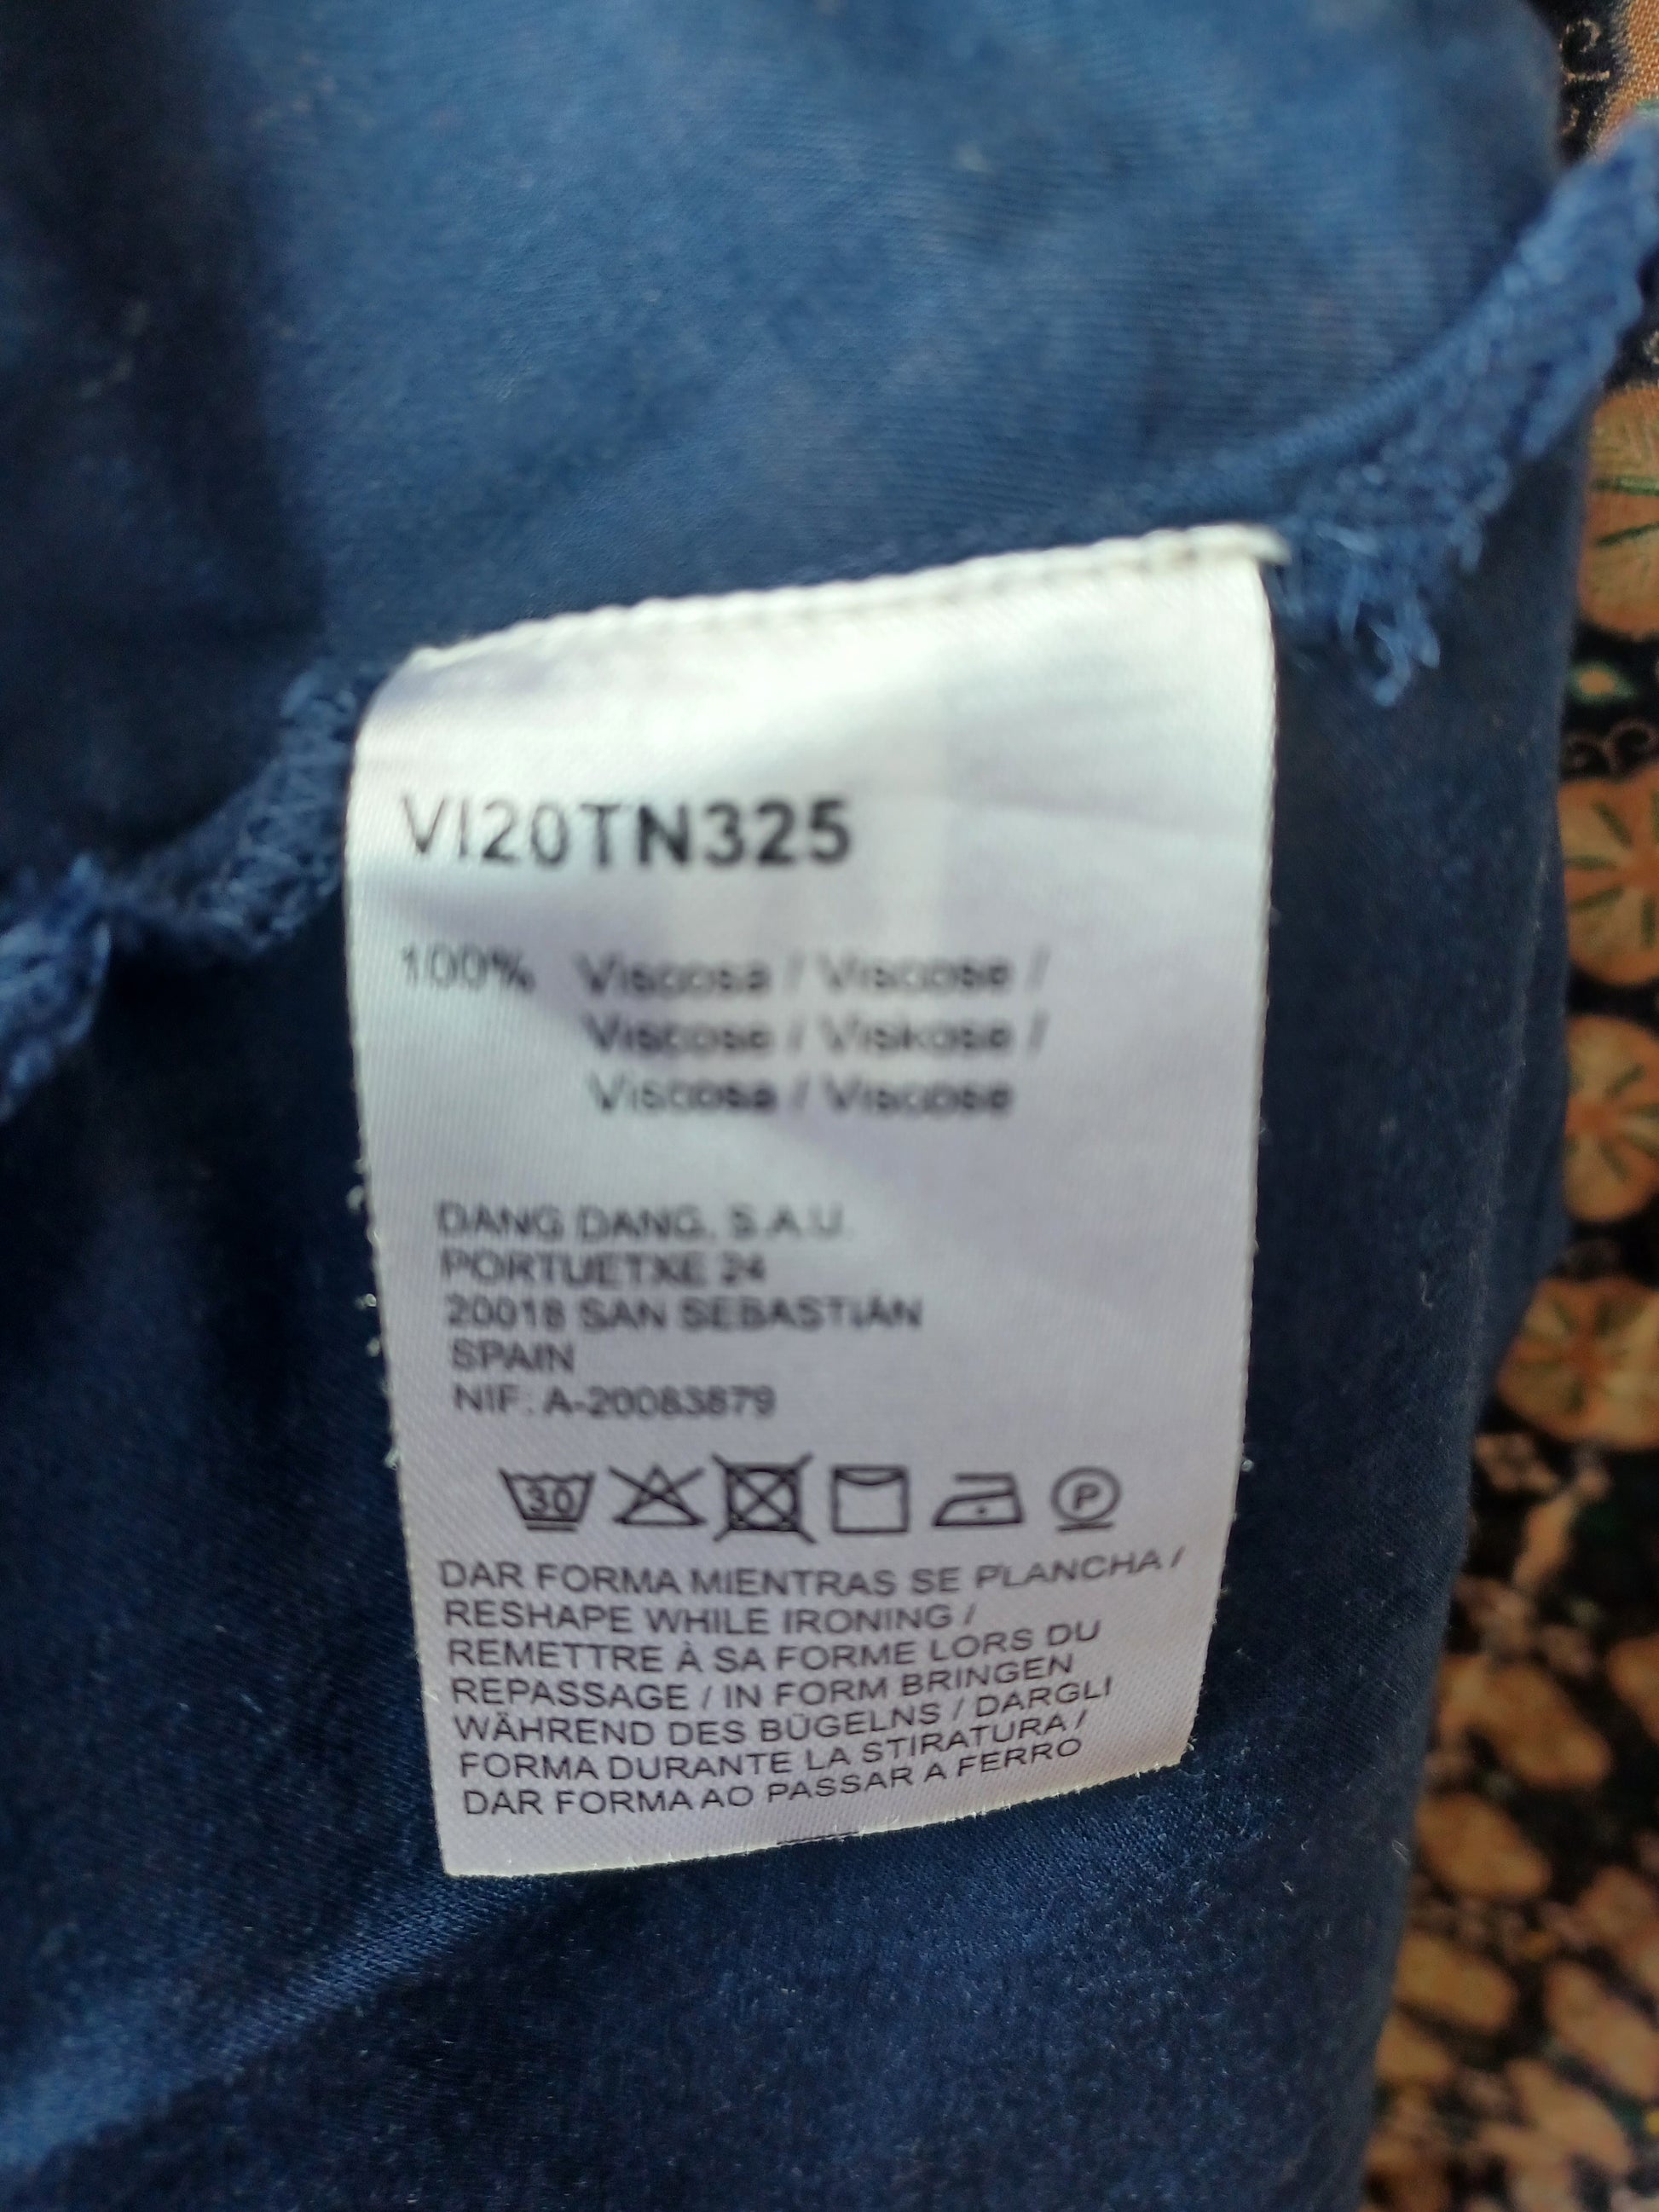 VI20TN325
100% Viscosa / Viscose /
Viscose / Viskose /
Viscosa / Viscose
DANG DANG, S.A.U.
PORTUETXE 24
20018 SAN SEBASTIÁN
SPAIN
NIF: A-20083879
30 P
DAR FORMA MIENTRAS SE PLANCHA /
RESHAPE WHILE IRONING /
REMETTRE À SA FORME LORS DU
REPASSAGE / IN FORM BRINGEN
WÄHREND DES BÜGELNS / DARGLI
FORMA DURANTE LA STIRATURA /
DAR FORMA AO PASSAR A FERRO